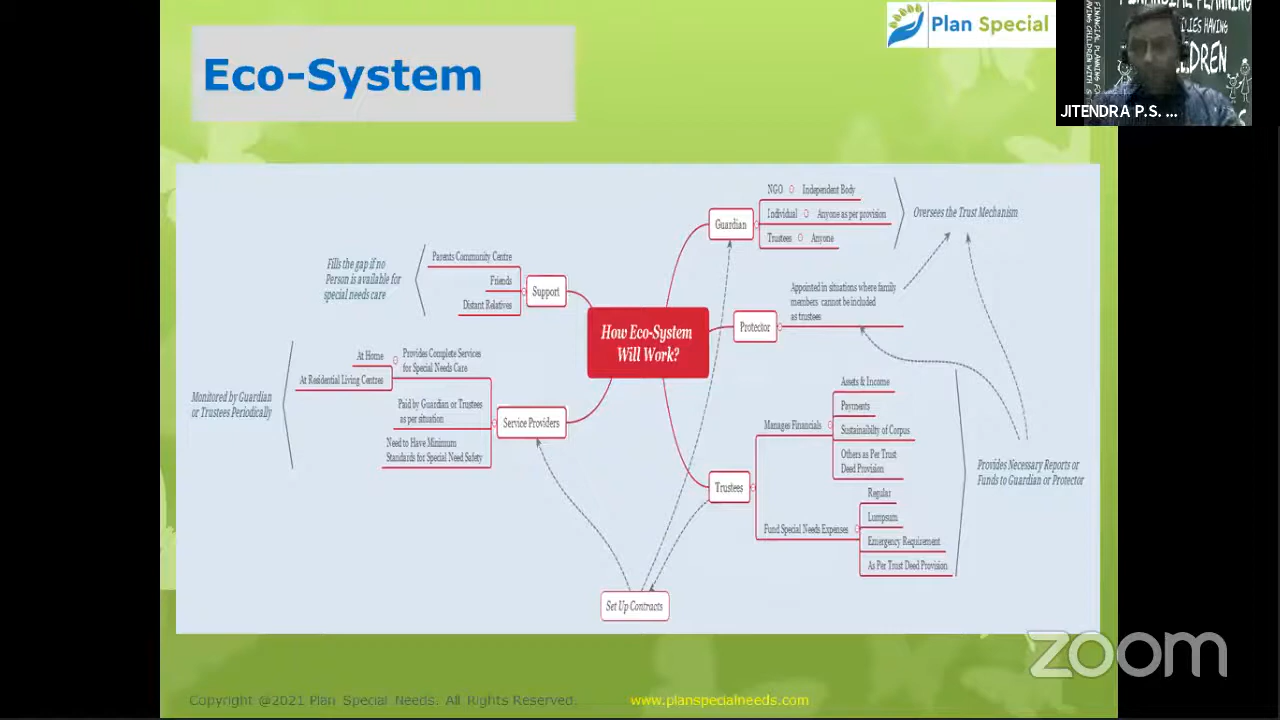 Eco-System
Plan Special
FINANCIAL PLANNING
LIES HAVING
LDREN
JITENDRA P.S. ...
How Eco-System
Will Work?
Guardian
NGO
Independent Body
Individual
Anyone as per provision
Trustees
Anyone
Oversees the Trust Mechanism
Protector
Appointed in situations where family
members cannot be included
as trustees
Trustees
Manages Financials
Assets & Income
Payments
Sustainaibilty of Corpus
Others as Per Trust
Deed Provision
Fund Special Needs Expenses
Regular
Lumpsum
Emergency Requirement
As Per Trust Deed Provision
Provides Necessary Reports or
Funds to Guardian or Protector
Support
Parents Community Centre
Friends
Distant Relatives
Fills the gap if no
Person is available for
special needs care
Service Providers
Provides Complete Services
for Special Needs Care
At Home
At Residential Living Centres
Paid by Guardian or Trustees
as per situation
Need to Have Minimum
Standards for Special Need Safety
Monitored by Guardian
or Trustees Periodically
Set Up Contracts
zoom
Copyright @2021 Plan Special Needs. All Rights Reserved.
www.planspecialneeds.com